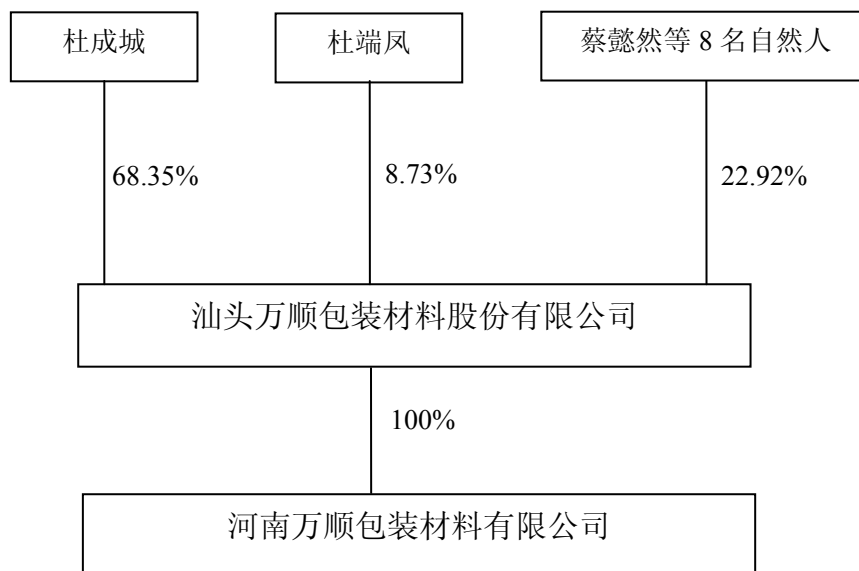 杜成城
杜端凤
蔡懿然等 8 名自然人
68.35%
8.73%
22.92%
汕头万顺包装材料股份有限公司
100%
河南万顺包装材料有限公司